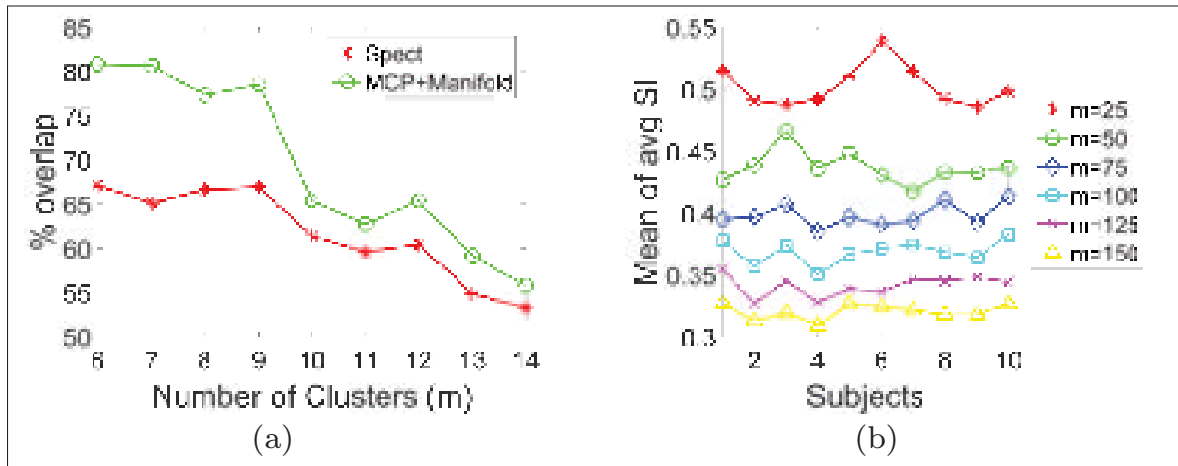 85
80
75
70
65
60
55
50
% overlap
Spect
MCP+Manifold
6 7 8 9 10 11 12 13 14
Number of Clusters (m)
(a)
0.55
0.5
0.45
0.4
0.35
0.3
Mean of avg SI
2 4 6 8 10
Subjects
m=25
m=50
m=75
m=100
m=125
m=150
(b)